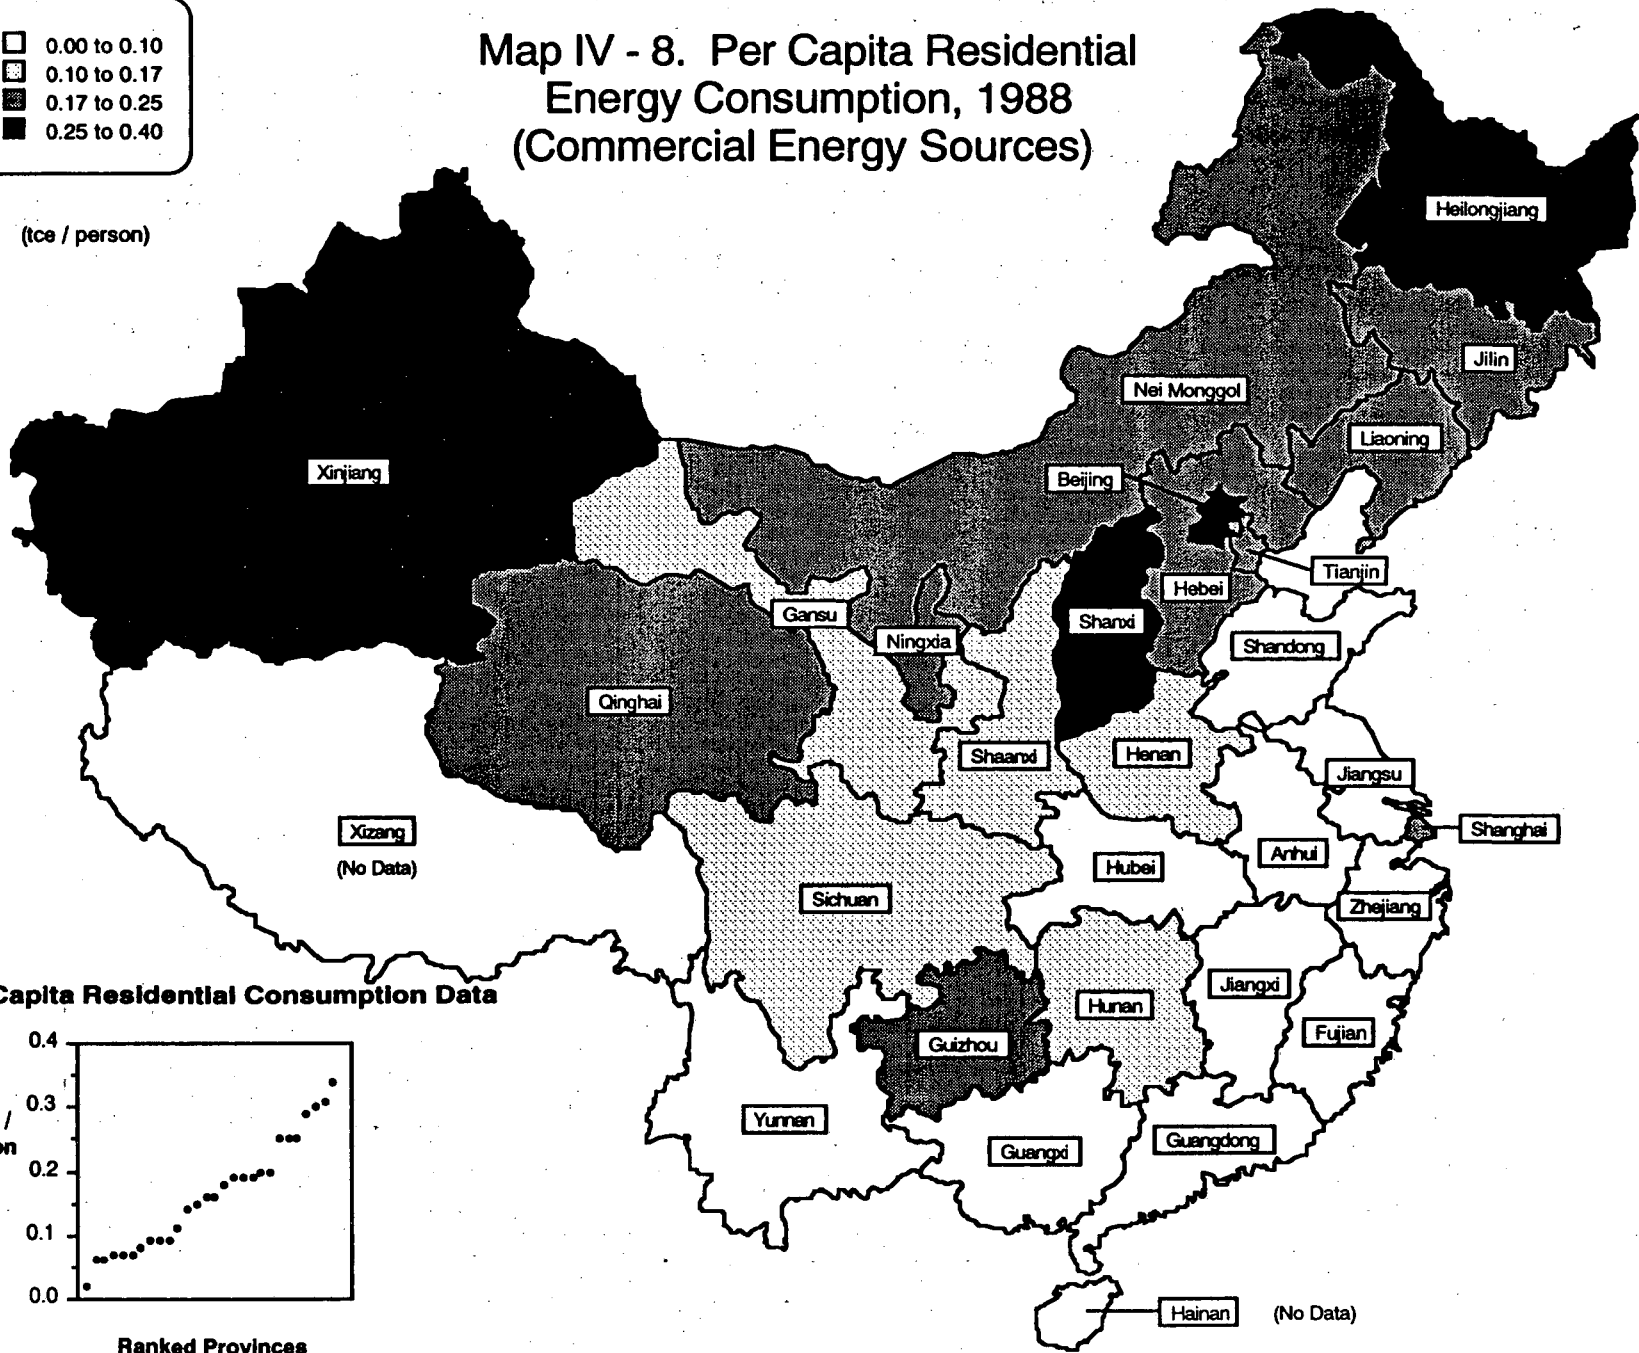 0.00 to 0.10
0.10 to 0.17
0.17 to 0.25
0.25 to 0.40
(tce / person)
Map IV - 8. Per Capita Residential
Energy Consumption, 1988
(Commercial Energy Sources)
Heilongjiang
Jilin
Nei Monggol
Liaoning
Xinjiang
Beijing
Tianjin
Hebei
Gansu
Shanxi
Ningxia
Shandong
Qinghai
Shaanxi
Henan
Jiangsu
Xizang
(No Data)
Shanghai
Anhui
Hubei
Sichuan
Zhejiang
Jiangxi
Hunan
Fujian
Guizhou
Yunnan
Guangxi
Guangdong
Hainan
(No Data)
Capita Residential Consumption Data
0.4
0.3
/
on
0.2
0.1
0.0
Ranked Provinces